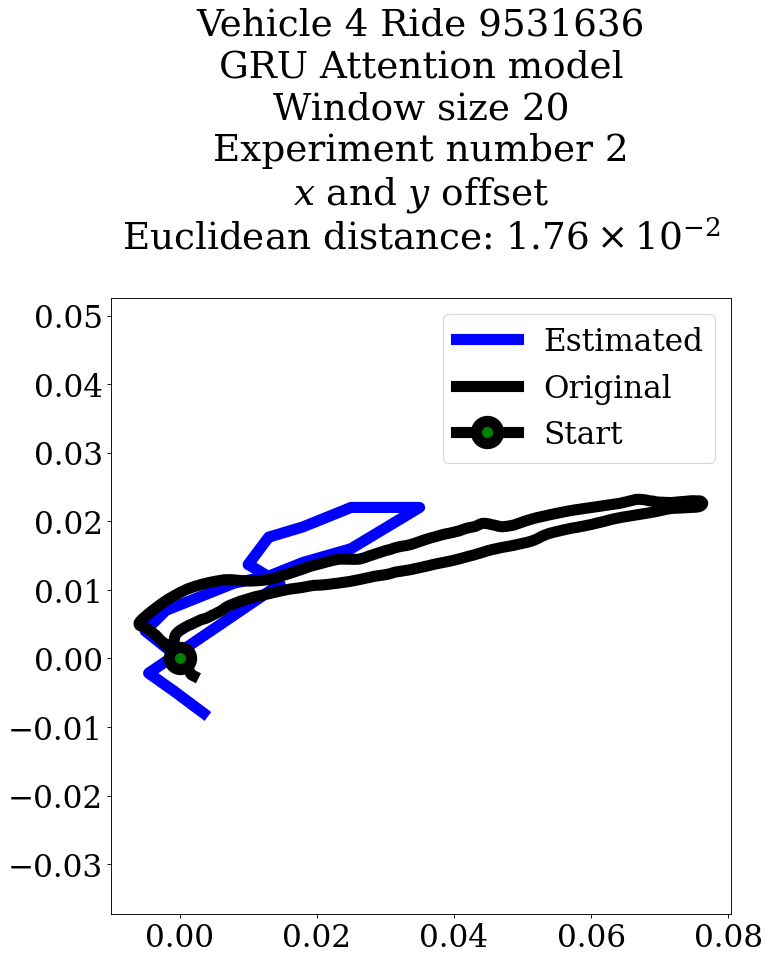 Vehicle 4 Ride 9531636
GRU Attention model
Window size 20
Experiment number 2
x and y offset
Euclidean distance: 1.76 × 10⁻²
Estimated
Original
Start
0.05
0.04
0.03
0.02
0.01
0.00
−0.01
−0.02
−0.03
0.00 0.02 0.04 0.06 0.08